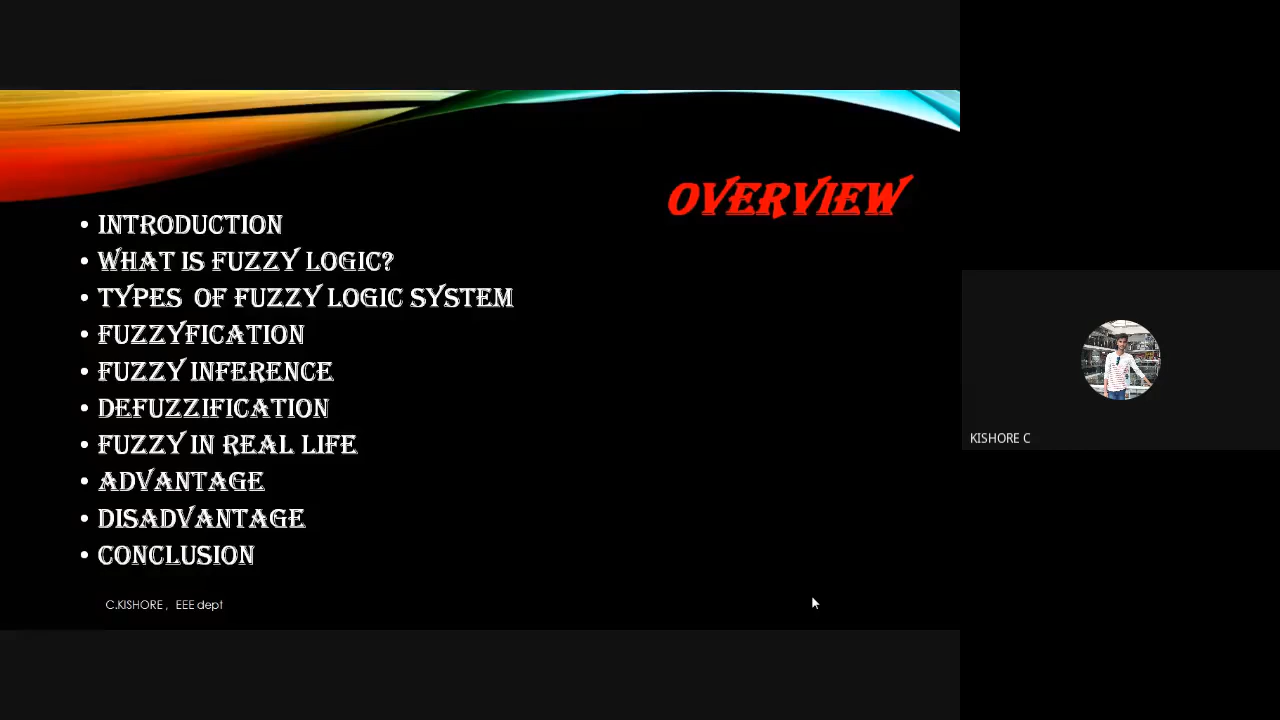 OVERVIEW
• INTRODUCTION
• WHAT IS FUZZY LOGIC?
• TYPES OF FUZZY LOGIC SYSTEM
• FUZZYFICATION
• FUZZY INFERENCE
• DEFUZZIFICATION
• FUZZY IN REAL LIFE
• ADVANTAGE
• DISADVANTAGE
• CONCLUSION
C.KISHORE , EEE dept
KISHORE C